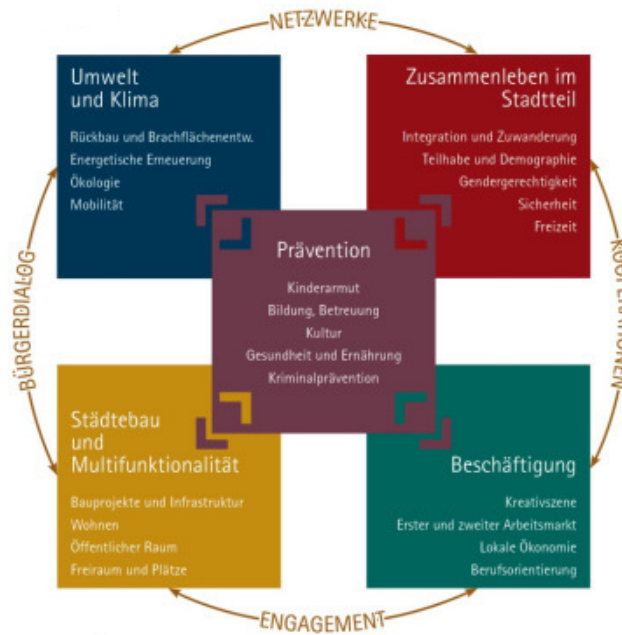 NETZWERKE
Umwelt
und Klima
Rückbau und Brachflächenentw.
Energetische Erneuerung
Ökologie
Mobilität
Zusammenleben im
Stadtteil
Integration und Zuwanderung
Teilhabe und Demographie
Gendergerechtigkeit
Sicherheit
Freizeit
BÜRGERDIALOG
KOOPERATIONEN
Prävention
Kinderarmut
Bildung, Betreuung
Kultur
Gesundheit und Ernährung
Kriminalprävention
Städtebau
und
Multifunktionalität
Bauprojekte und Infrastruktur
Wohnen
Öffentlicher Raum
Freiraum und Plätze
Beschäftigung
Kreativszene
Erster und zweiter Arbeitsmarkt
Lokale Ökonomie
Berufsorientierung
ENGAGEMENT